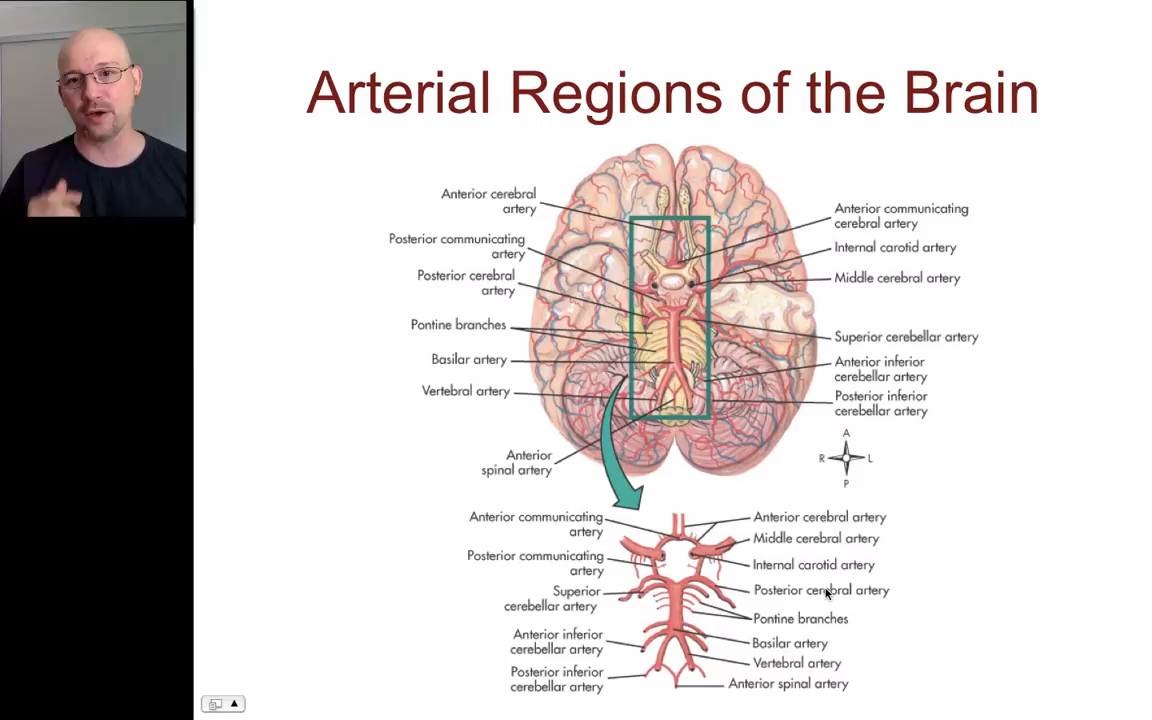 Arterial Regions of the Brain
Anterior cerebral
artery
Posterior communicating
artery
Posterior cerebral
artery
Pontine branches
Basilar artery
Vertebral artery
Anterior
spinal artery
Anterior communicating
cerebral artery
Internal carotid artery
Middle cerebral artery
Superior cerebellar artery
Anterior inferior
cerebellar artery
Posterior inferior
cerebellar artery
A
R L
P
Anterior communicating
artery
Posterior communicating
artery
Superior
cerebellar artery
Anterior inferior
cerebellar artery
Posterior inferior
cerebellar artery
Anterior cerebral artery
Middle cerebral artery
Internal carotid artery
Posterior cerebral artery
Pontine branches
Basilar artery
Vertebral artery
Anterior spinal artery